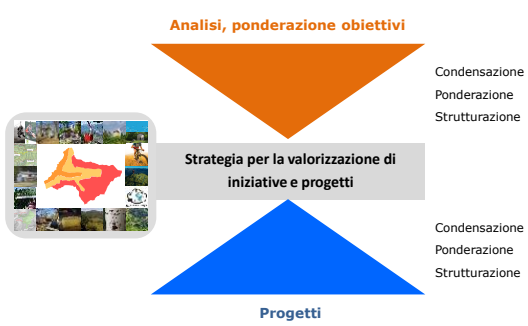 Analisi, ponderazione obiettivi
Condensazione
Ponderazione
Strutturazione
Strategia per la valorizzazione di
iniziative e progetti
Condensazione
Ponderazione
Strutturazione
Progetti